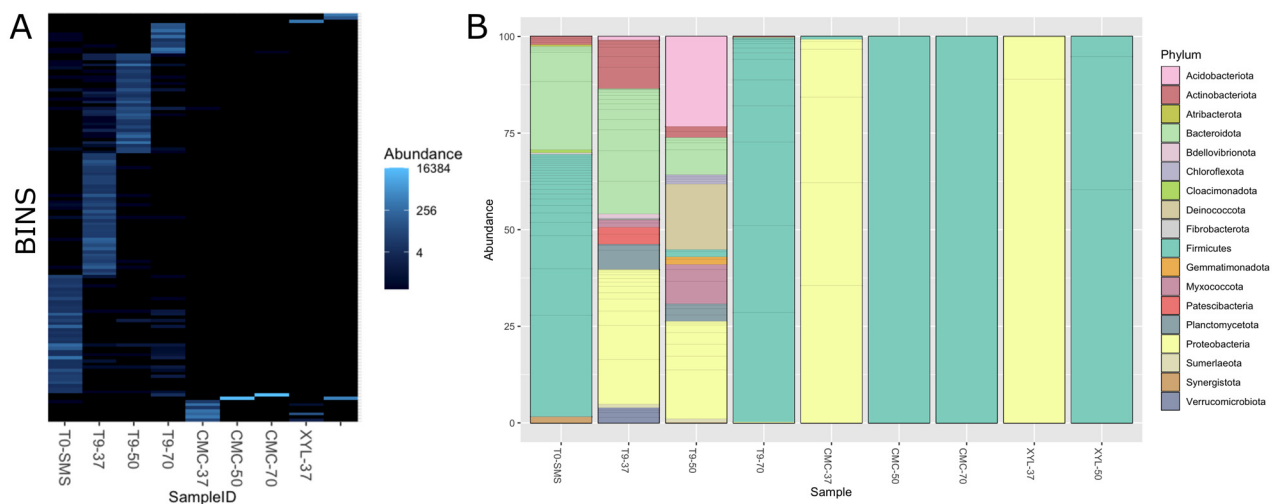 A
BINS
T0-SMS
T9-37
T9-50
T9-70
CMC-37
CMC-50
CMC-70
XYL-37
SampleID
Abundance
16384
256
4
B
Abundance
100
75
50
25
0
T0-SMS
T9-37
T9-50
T9-70
CMC-37
CMC-50
CMC-70
XYL-37
XYL-50
Sample
Phylum
Acidobacteriota
Actinobacteriota
Atribacterota
Bacteroidota
Bdellovibrionota
Chloroflexota
Cloacimonadota
Deinococcota
Fibrobacterota
Firmicutes
Gemmatimonadota
Myxococcota
Patescibacteria
Planctomycetota
Proteobacteria
Sumerlaeota
Synergistota
Verrucomicrobiota